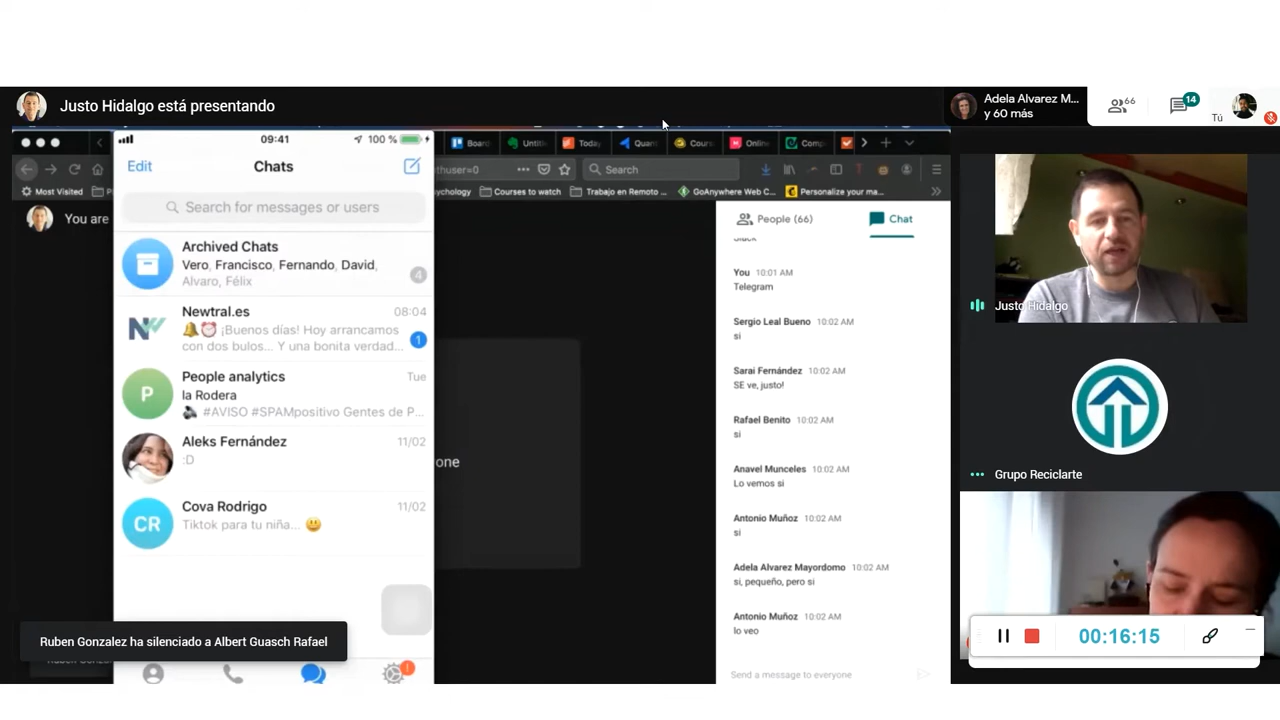 Justo Hidalgo está presentando
Adela Alvarez M...
y 60 más
66
14
Tú
09:41
100 %
Edit
Chats
Search for messages or users
Archived Chats
Vero, Francisco, Fernando, David,
Alvaro, Félix
4
Newtral.es
08:04
¡Buenos días! Hoy arrancamos
con dos bulos... Y una bonita verdad...
1
People analytics
Tue
la Rodera
#AVISO #SPAMpositivo Gentes de P...
P
Aleks Fernández
11/02
:D
Cova Rodrigo
11/02
CR
Tiktok para tu niña...
Board
Today
Online
Search
thuser=0
Most Visited
ychology
Courses to watch
Trabajo en Remoto ...
GoAnywhere Web C...
Personalize your ma...
You are
one
People (66)
Chat
You 10:01 AM
Telegram
Sergio Leal Bueno 10:02 AM
si
Sarai Fernández 10:02 AM
SE ve, justo!
Rafael Benito 10:02 AM
si
Anavel Munceles 10:02 AM
Lo vemos si
Antonio Muñoz 10:02 AM
si
Adela Alvarez Mayordomo 10:02 AM
si, pequeño, pero si
Antonio Muñoz 10:02 AM
lo veo
Send a message to everyone
Justo Hidalgo
Grupo Reciclarte
00:16:15
Ruben Gonzalez ha silenciado a Albert Guasch Rafael